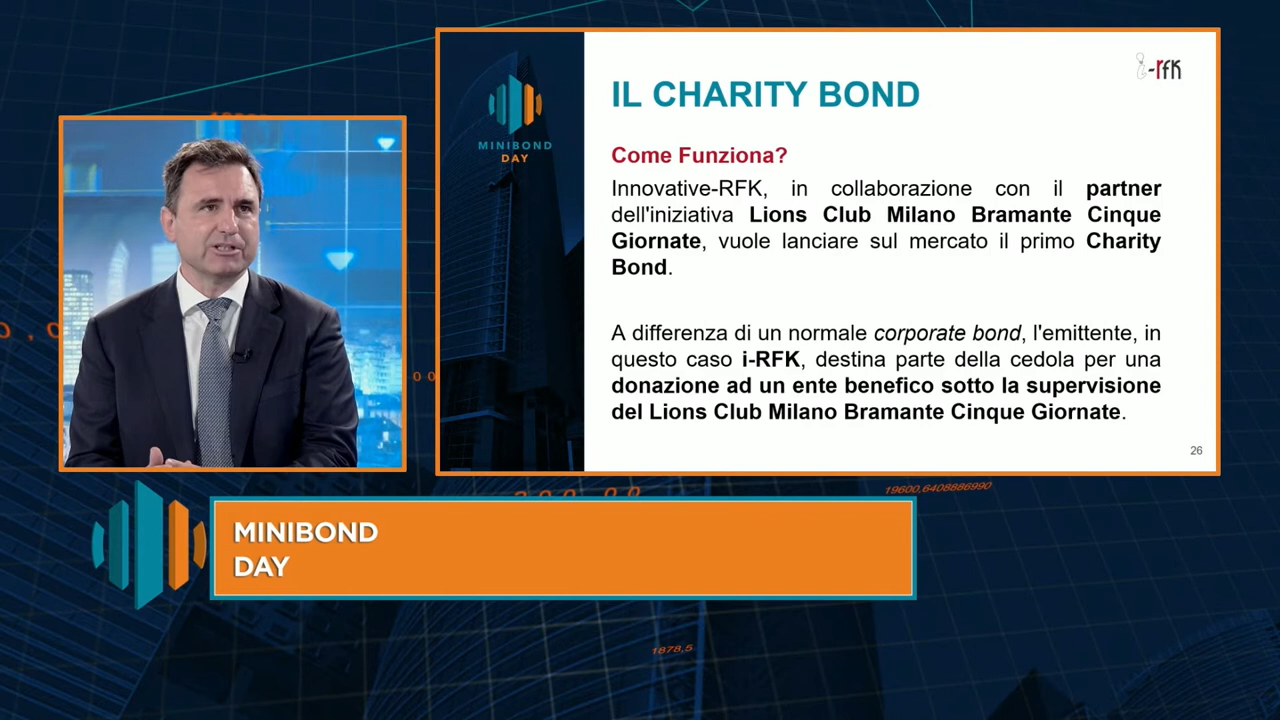 IL CHARITY BOND
i-rfk
MINIBOND
DAY
Come Funziona?
Innovative-RFK, in collaborazione con il partner
dell'iniziativa Lions Club Milano Bramante Cinque
Giornate, vuole lanciare sul mercato il primo Charity
Bond.
A differenza di un normale corporate bond, l'emittente, in
questo caso i-RFK, destina parte della cedola per una
donazione ad un ente benefico sotto la supervisione
del Lions Club Milano Bramante Cinque Giornate.
26
19600,6408886990
MINIBOND
DAY
1878,5